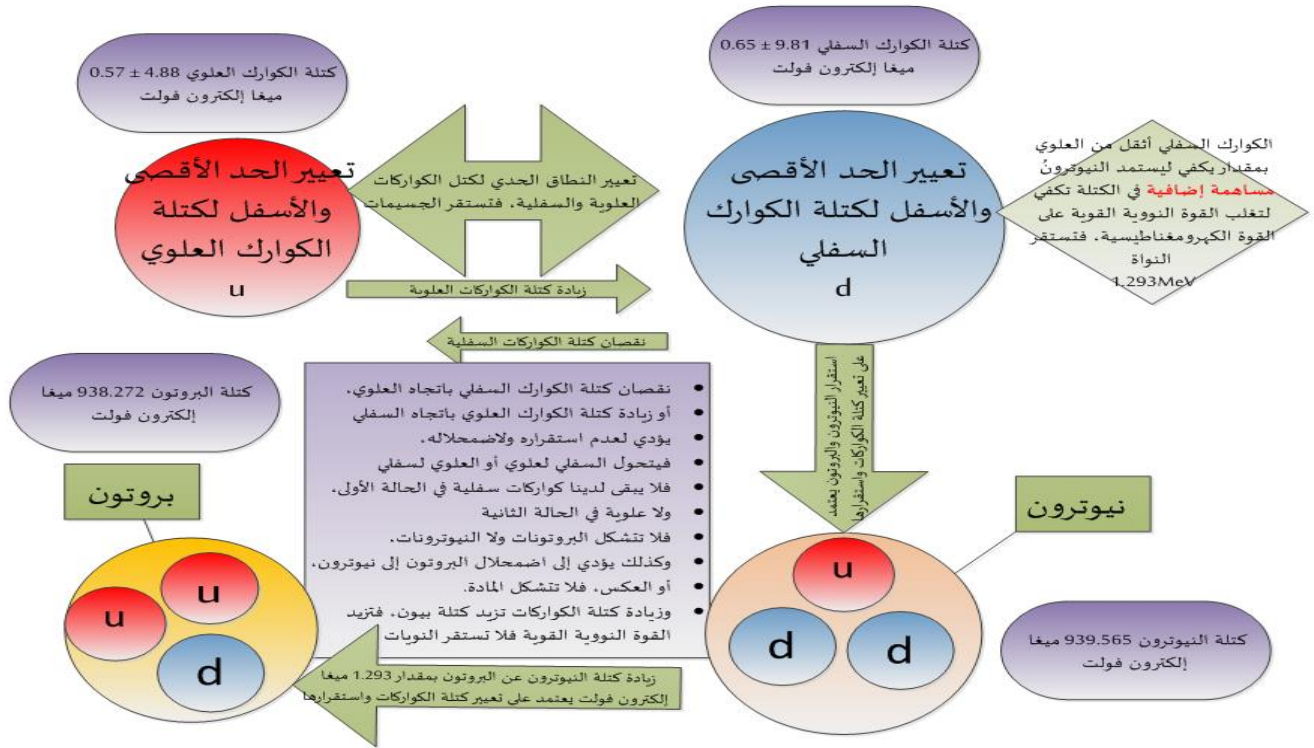 كتلة الكوارك السفلي 9.81 ± 0.65
ميغا إلكترون فولت
كتلة الكوارك العلوي 4.88 ± 0.57
ميغا إلكترون فولت
الكوارك السفلي أثقل من العلوي
بمقدار يكفي ليستمد النيوترونُ
مساهمة إضافية في الكتلة تكفي
لتغلب القوة النووية القوية على
القوة الكهرومغناطيسية، فتستقر
النواة
1.293MeV
تعيير الحد الأقصى
والأسفل لكتلة الكوارك
السفلي
d
تعيير النطاق الحدي لكتل الكواركات
العلوية والسفلية، فتستقر الجسيمات
تعيير الحد الأقصى
والأسفل لكتلة
الكوارك العلوي
u
زيادة كتلة الكواركات العلوية
نقصان كتلة الكواركات السفلية
استقرار النيوترون والبروتون يعتمد
على تعيير كتلة الكواركات واستقرارها
كتلة البروتون 938.272 ميغا
إلكترون فولت
• نقصان كتلة الكوارك السفلي باتجاه العلوي،
• أو زيادة كتلة الكوارك العلوي باتجاه السفلي
• يؤدي لعدم استقراره ولاضمحلاله،
• فيتحول السفلي لعلوي أو العلوي لسفلي
• فلا يبقى لدينا كواركات سفلية في الحالة الأولى،
• ولا علوية في الحالة الثانية
• فلا تتشكل البروتونات ولا النيوترونات،
• وكذلك يؤدي إلى اضمحلال البروتون إلى نيوترون،
• أو العكس، فلا تتشكل المادة.
• وزيادة كتلة الكواركات تزيد كتلة بيون، فتزيد
القوة النووية القوية فلا تستقر النويات
نيوترون
بروتون
u
d
d
u
u
d
كتلة النيوترون 939.565 ميغا
إلكترون فولت
زيادة كتلة النيوترون عن البروتون بمقدار 1.293 ميغا
إلكترون فولت يعتمد على تعيير كتلة الكواركات واستقرارها